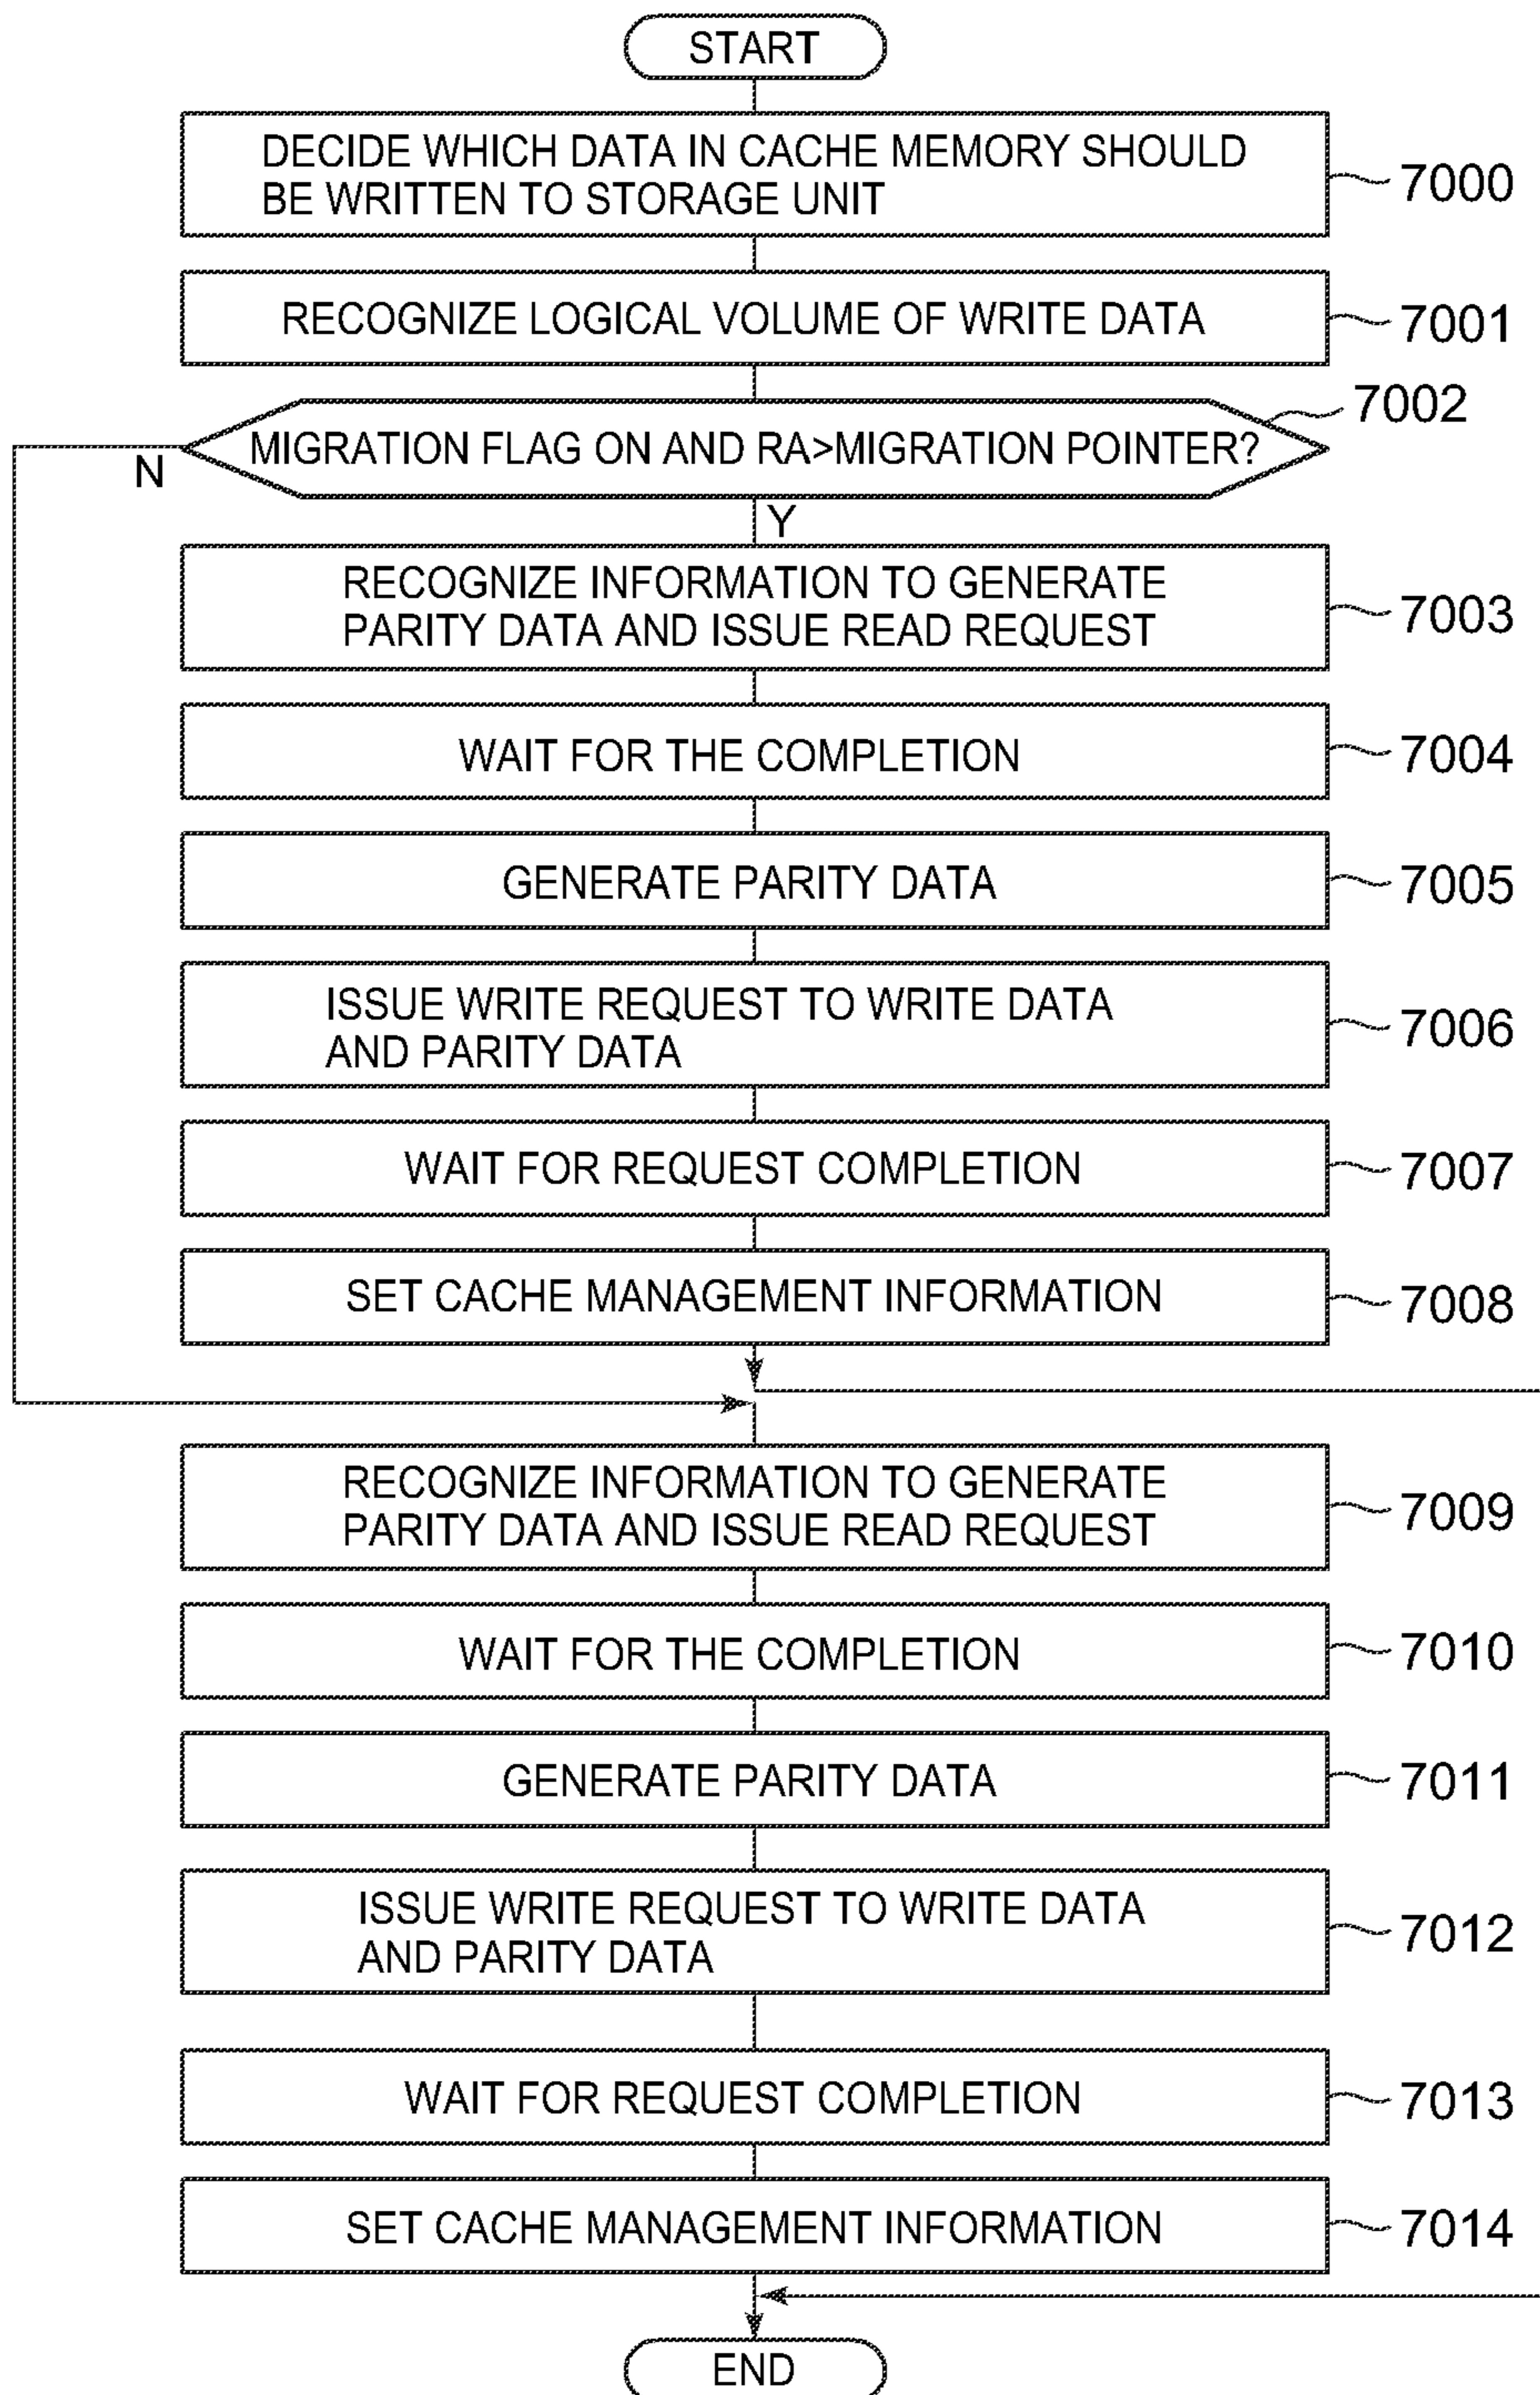 START
DECIDE WHICH DATA IN CACHE MEMORY SHOULD
BE WRITTEN TO STORAGE UNIT
7000
RECOGNIZE LOGICAL VOLUME OF WRITE DATA
7001
7002
MIGRATION FLAG ON AND RA>MIGRATION POINTER?
N
Y
RECOGNIZE INFORMATION TO GENERATE
PARITY DATA AND ISSUE READ REQUEST
7003
WAIT FOR THE COMPLETION
7004
GENERATE PARITY DATA
7005
ISSUE WRITE REQUEST TO WRITE DATA
AND PARITY DATA
7006
WAIT FOR REQUEST COMPLETION
7007
SET CACHE MANAGEMENT INFORMATION
7008
RECOGNIZE INFORMATION TO GENERATE
PARITY DATA AND ISSUE READ REQUEST
7009
WAIT FOR THE COMPLETION
7010
GENERATE PARITY DATA
7011
ISSUE WRITE REQUEST TO WRITE DATA
AND PARITY DATA
7012
WAIT FOR REQUEST COMPLETION
7013
SET CACHE MANAGEMENT INFORMATION
7014
END